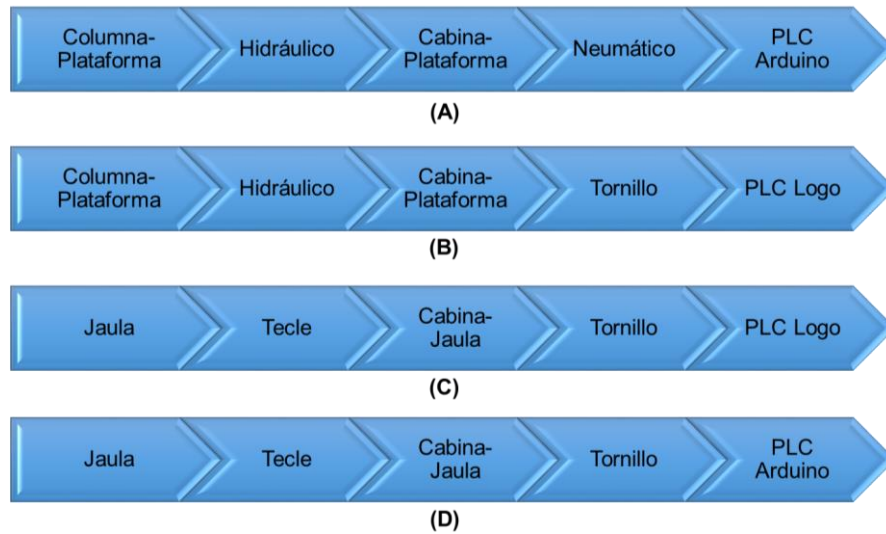 Columna-
Plataforma
Hidráulico
Cabina-
Plataforma
Neumático
PLC
Arduino
(A)
Columna-
Plataforma
Hidráulico
Cabina-
Plataforma
Tornillo
PLC Logo
(B)
Jaula
Tecle
Cabina-
Jaula
Tornillo
PLC Logo
(C)
Jaula
Tecle
Cabina-
Jaula
Tornillo
PLC
Arduino
(D)